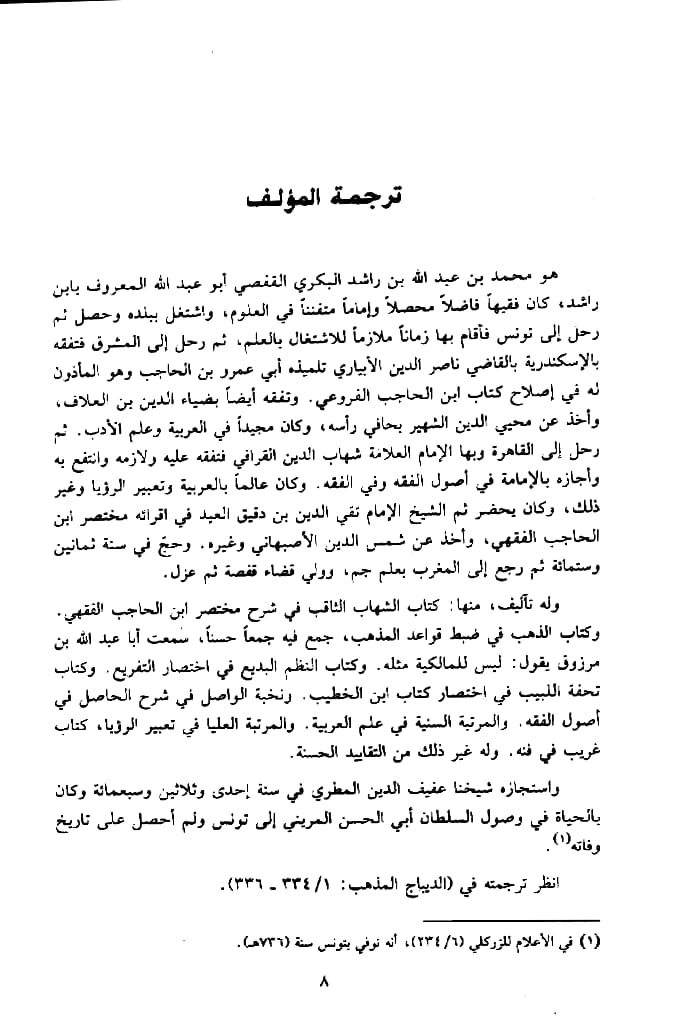 ترجمة المؤلف
هو محمد بن عبد الله بن راشد البكري القفصي أبو عبد الله المعروف بابن
راشد، كان فقيهاً فاضلاً محصلاً وإماماً متفنناً في العلوم، واشتغل ببلده وحصل ثم
رحل إلى تونس فأقام بها زماناً ملازماً للاشتغال بالعلم، ثم رحل إلى المشرق فتفقه
بالإسكندرية بالقاضي ناصر الدين الأبياري تلميذه أبي عمرو بن الحاجب وهو المأذون
له في إصلاح كتاب ابن الحاجب الفروعي. وتفقه أيضاً بضياء الدين بن العلاف،
وأخذ عن محيي الدين الشهير بحافي رأسه، وكان مجيداً في العربية وعلم الأدب. ثم
رحل إلى القاهرة وبها الإمام العلامة شهاب الدين القرافي فتفقه عليه ولازمه وانتفع به
وأجازه بالإمامة في أصول الفقه وفي الفقه. وكان عالماً بالعربية وتعبير الرؤيا وغير
ذلك، وكان يحضر ثم الشيخ الإمام تقي الدين بن دقيق العيد في اقرائه مختصر ابن
الحاجب الفقهي، وأخذ عن شمس الدين الأصبهاني وغيره. وحجّ في سنة ثمانين
وستمائة ثم رجع إلى المغرب بعلم جم، وولي قضاء قفصة ثم عزل.
وله تآليف، منها: كتاب الشهاب الثاقب في شرح مختصر ابن الحاجب الفقهي.
وكتاب الذهب في ضبط قواعد المذهب، جمع فيه جمعاً حسناً، سمعت أبا عبد الله بن
مرزوق يقول: ليس للمالكية مثله. وكتاب النظم البديع في اختصار التفريع. وكتاب
تحفة اللبيب في اختصار كتاب ابن الخطيب. ونخبة الواصل في شرح الحاصل في
أصول الفقه. والمرتبة السنية في علم العربية. والمرتبة العليا في تعبير الرؤيا، كتاب
غريب في فنه. وله غير ذلك من التقاييد الحسنة.
واستجازه شيخنا عفيف الدين المطري في سنة إحدى وثلاثين وسبعمائة وكان
بالحياة في وصول السلطان أبي الحسن المريني إلى تونس ولم أحصل على تاريخ
وفاته(١).
انظر ترجمته في (الديباج المذهب: ١/ ٣٣٤ ـ ٣٣٦).
(١) في الأعلام للزركلي (٦/ ٢٣٤)، أنه توفي بتونس سنة (٧٣٦هـ).
٨